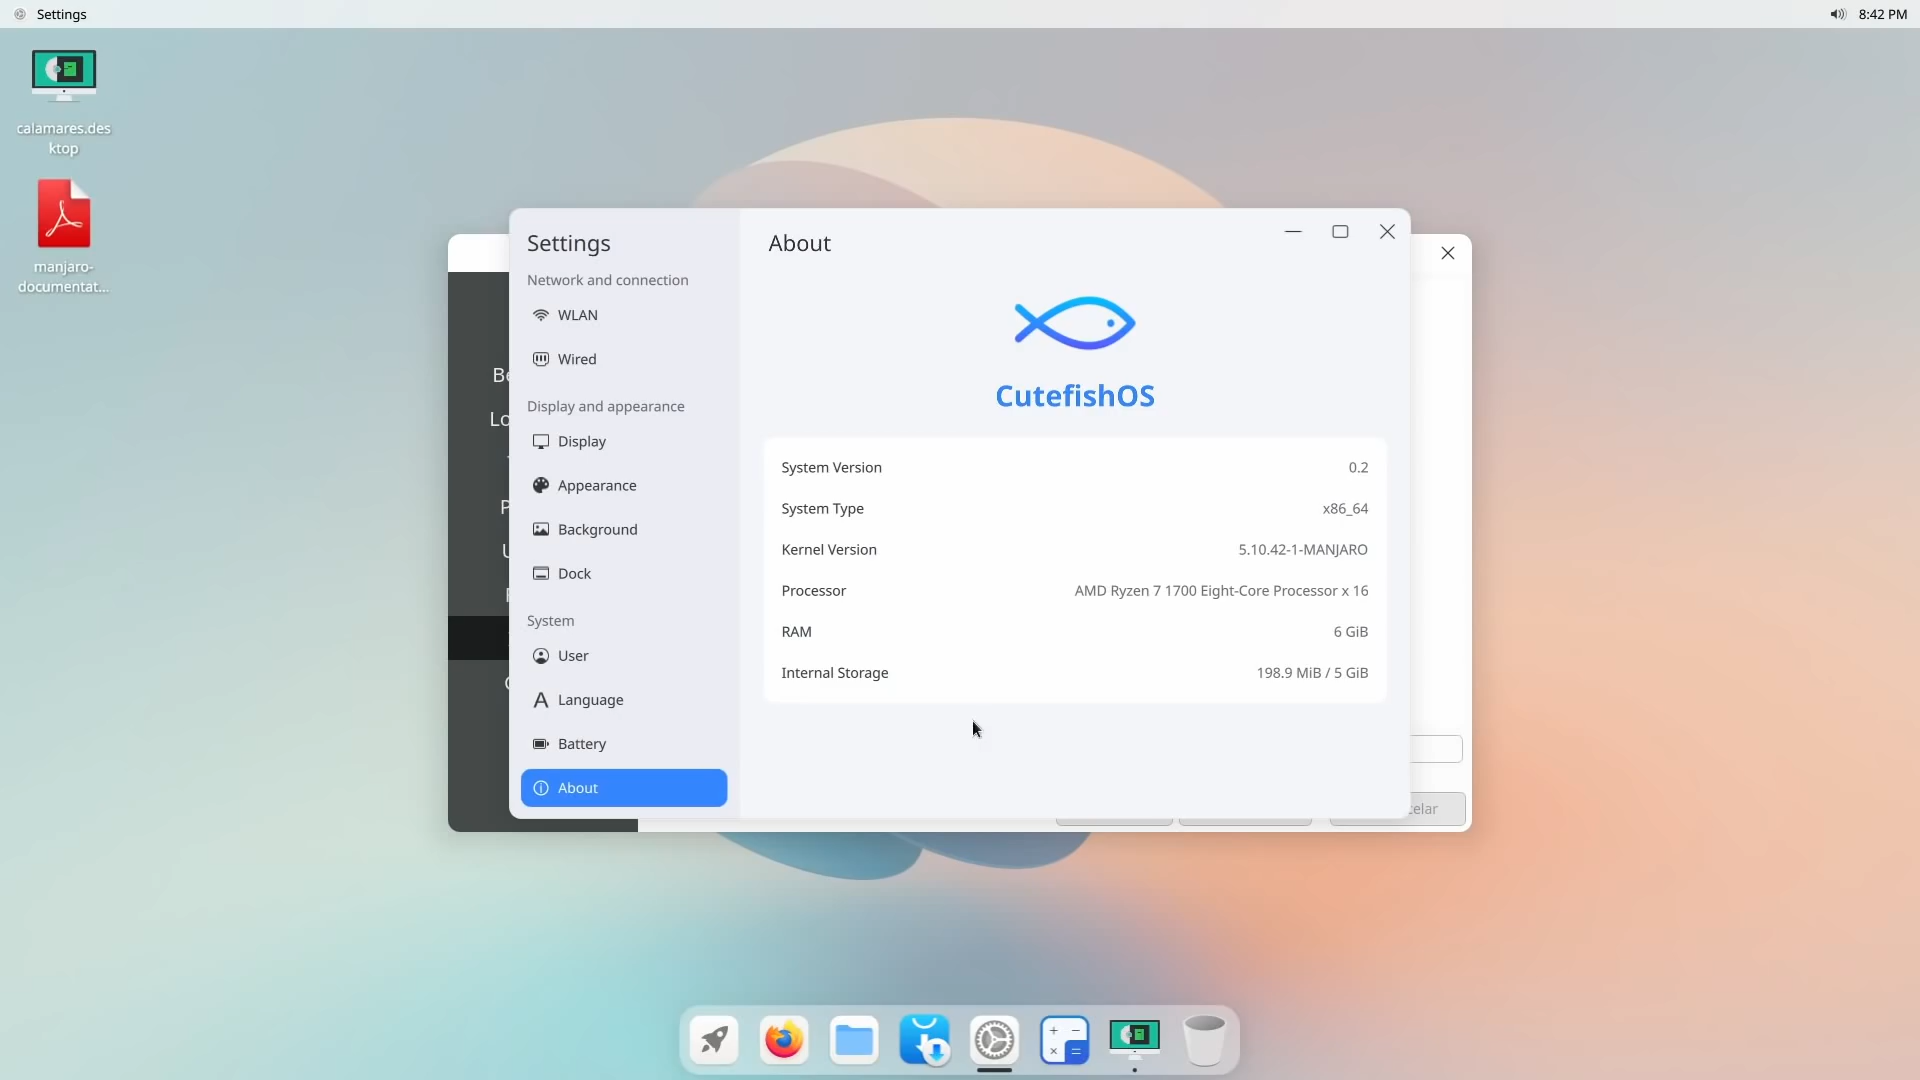 Settings
8:42 PM
calamares.des
ktop
manjaro-
documentat...
Settings
Network and connection
WLAN
Wired
Display and appearance
Display
Appearance
Background
Dock
System
User
Language
Battery
About
About
CutefishOS
System Version 0.2
System Type x86_64
Kernel Version 5.10.42-1-MANJARO
Processor AMD Ryzen 7 1700 Eight-Core Processor x 16
RAM 6 GiB
Internal Storage 198.9 MiB / 5 GiB
Be
Lo
P
celar